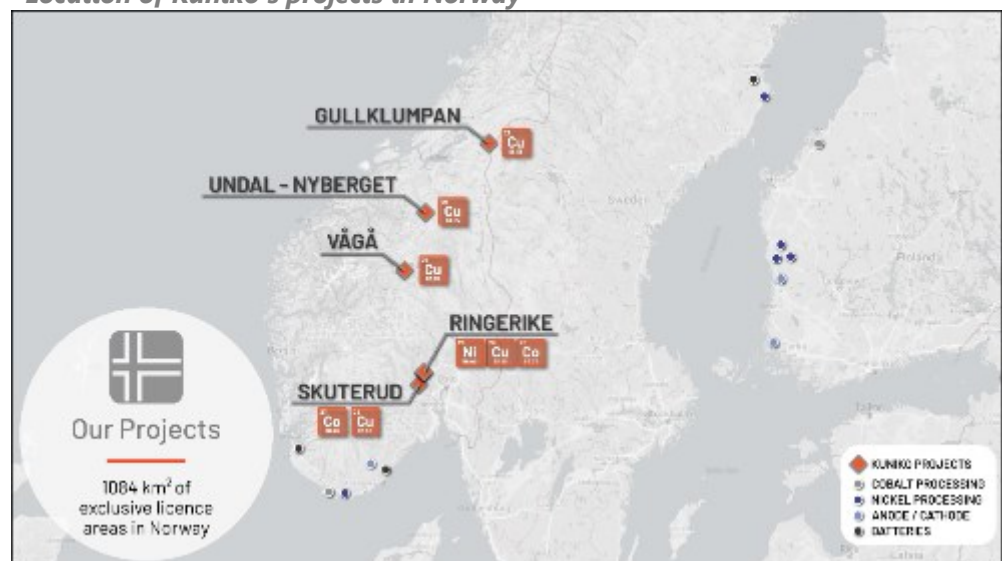 Location of Kuniko's projects in Norway
GULLKLUMPAN
Cu
UNDAL - NYBERGET
Cu
VÅGÅ
Cu
RINGERIKE
Ni Cu Co
SKUTERUD
Co Cu
Our Projects
1084 km² of
exclusive licence
areas in Norway
KUNIKO PROJECTS
COBALT PROCESSING
NICKEL PROCESSING
ANODE / CATHODE
BATTERIES
Sweden